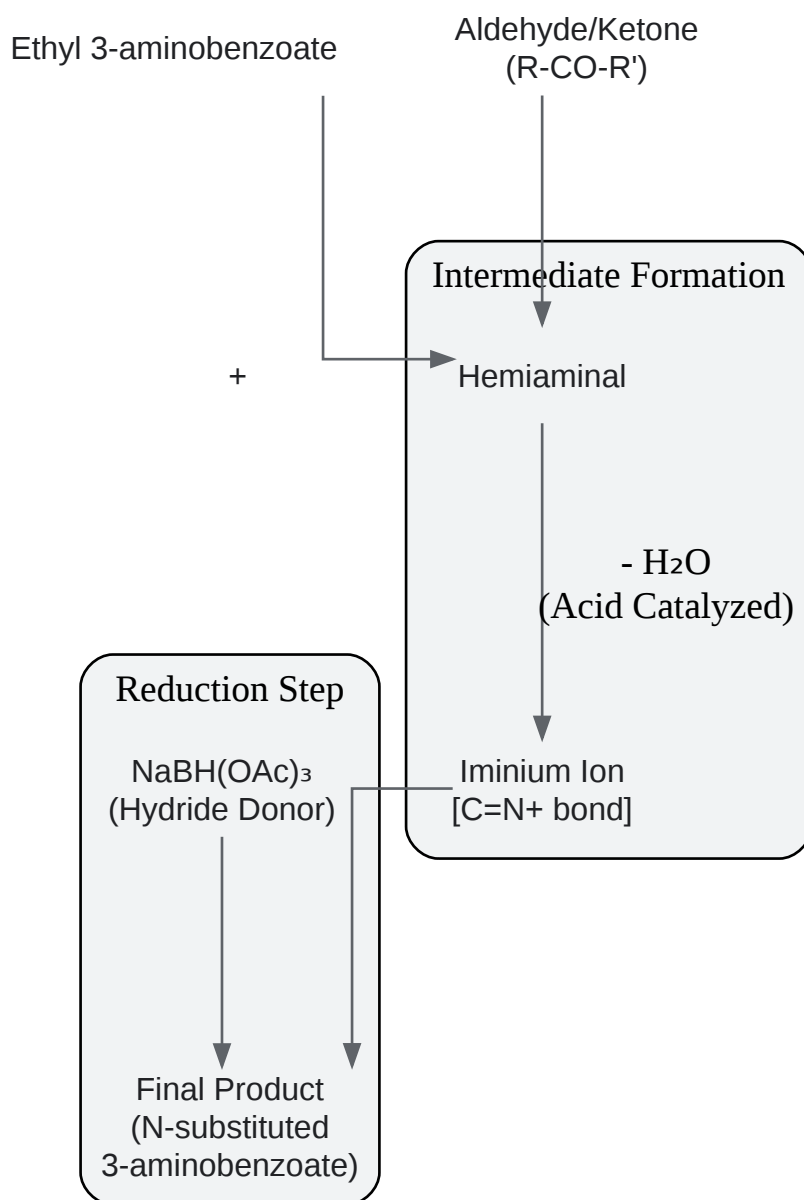 Ethyl 3-aminobenzoate
Aldehyde/Ketone
(R-CO-R')
Intermediate Formation
+
Hemiaminal
- H₂O
(Acid Catalyzed)
Reduction Step
NaBH(OAc)₃
(Hydride Donor)
Iminium Ion
[C=N+ bond]
Final Product
(N-substituted
3-aminobenzoate)